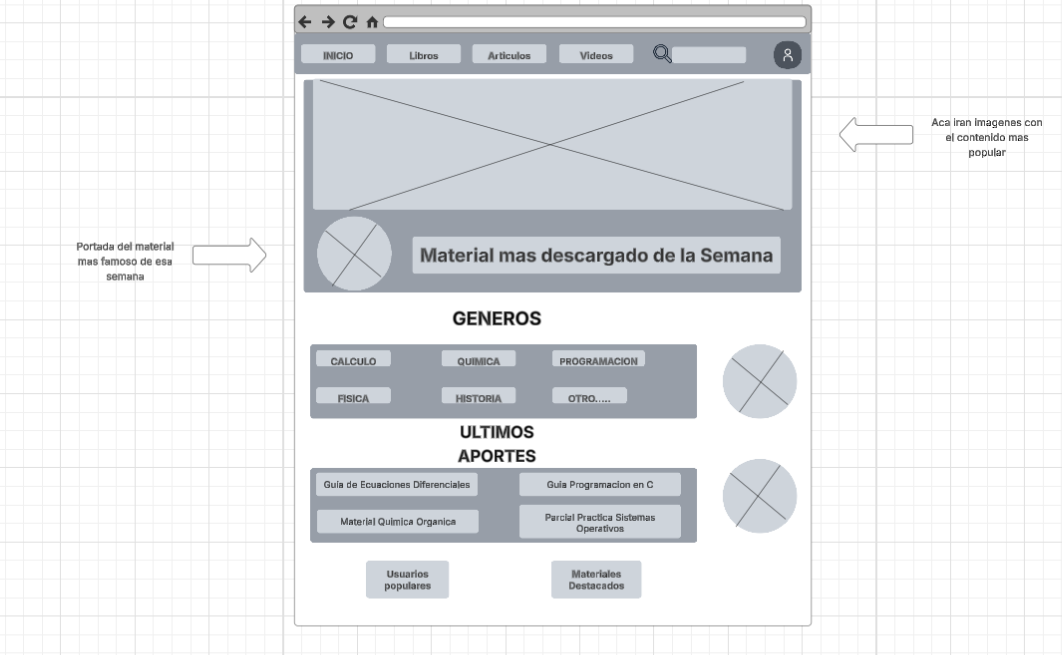 INICIO
Libros
Articulos
Videos
Aca iran imagenes con
el contenido mas
popular
Portada del material
mas famoso de esa
semana
Material mas descargado de la Semana
GENEROS
CALCULO
QUIMICA
PROGRAMACION
FISICA
HISTORIA
OTRO.....
ULTIMOS
APORTES
Guía de Ecuaciones Diferenciales
Guia Programacion en C
Material Quimica Organica
Parcial Practica Sistemas
Operativos
Usuarios
populares
Materiales
Destacados